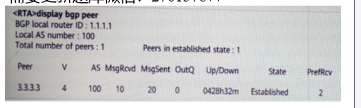 <RTA>display bgp peer
BGP local router ID : 1.1.1.1
Local AS number : 100
Total number of peers : 1 Peers in established state : 1
Peer V AS MsgRcvd MsgSent OutQ Up/Down State PrefRcv
3.3.3.3 4 100 10 20 0 0428h32m Established 2